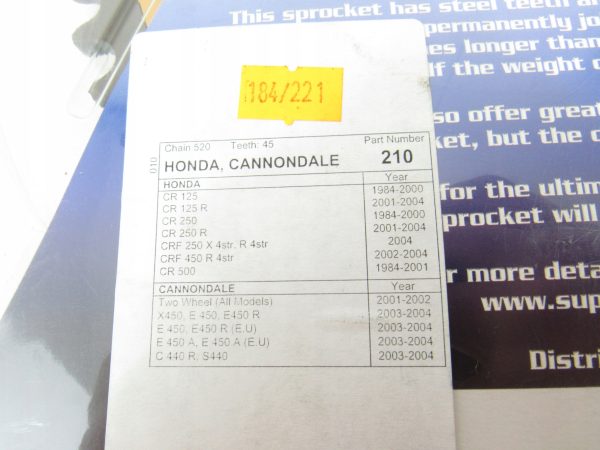 This sprocket has steel teeth a
permanently jo
es longer than
lf the weight o
so offer great
ket, but the
for the ultim
sprocket will
r more deta
www.sup
Distri
184/221
010
Chain 520 Teeth: 45 Part Number
HONDA, CANNONDALE 210
HONDA Year
CR 125 1984-2000
CR 125 R 2001-2004
CR 250 1984-2000
CR 250 R 2001-2004
CRF 250 X 4str, R 4str 2004
CRF 450 R 4str 2002-2004
CR 500 1984-2001
CANNONDALE Year
Two Wheel (All Models) 2001-2002
X450, E 450, E450 R 2003-2004
E 450, E450 R (E.U) 2003-2004
E 450 A, E 450 A (E.U) 2003-2004
C 440 R, S440 2003-2004